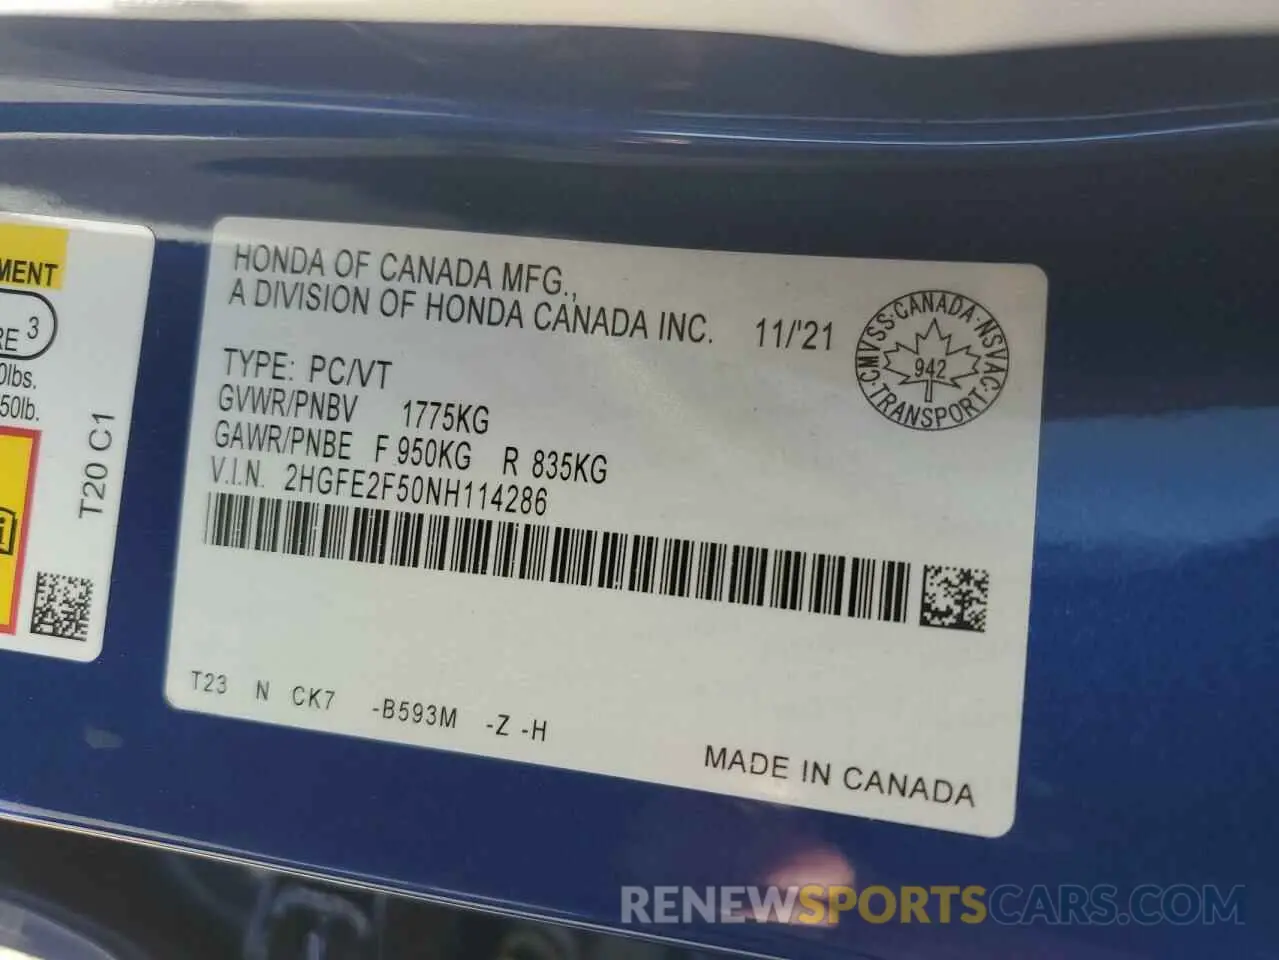 MENT
RE 3
0lbs.
50lb.
T20 C1
HONDA OF CANADA MFG.,
A DIVISION OF HONDA CANADA INC. 11/'21
CMVSS·CANADA·NSVAC·TRANSPORT·
942
TYPE: PC/VT
GVWR/PNBV 1775KG
GAWR/PNBE F 950KG R 835KG
V.I.N. 2HGFE2F50NH114286
T23 N CK7 -B593M -Z -H
MADE IN CANADA
RENEWSPORTSCARS.COM